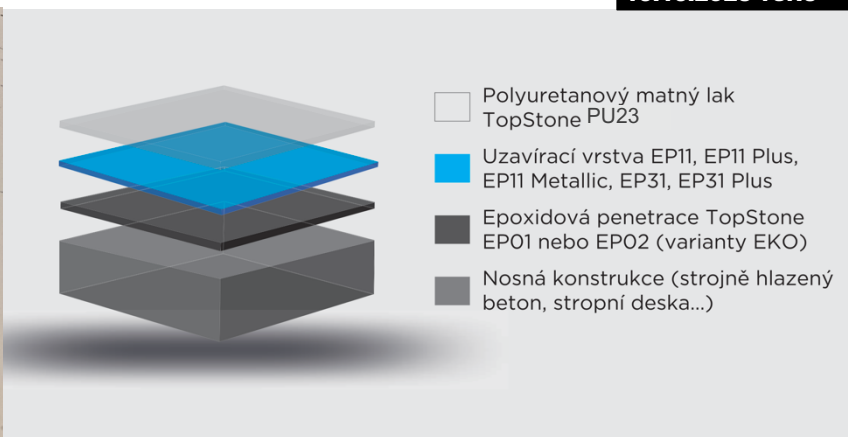 Polyuretanový matný lak
TopStone PU23
Uzavírací vrstva EP11, EP11 Plus,
EP11 Metallic, EP31, EP31 Plus
Epoxidová penetrace TopStone
EP01 nebo EP02 (varianty EKO)
Nosná konstrukce (strojně hlazený
beton, stropní deska...)